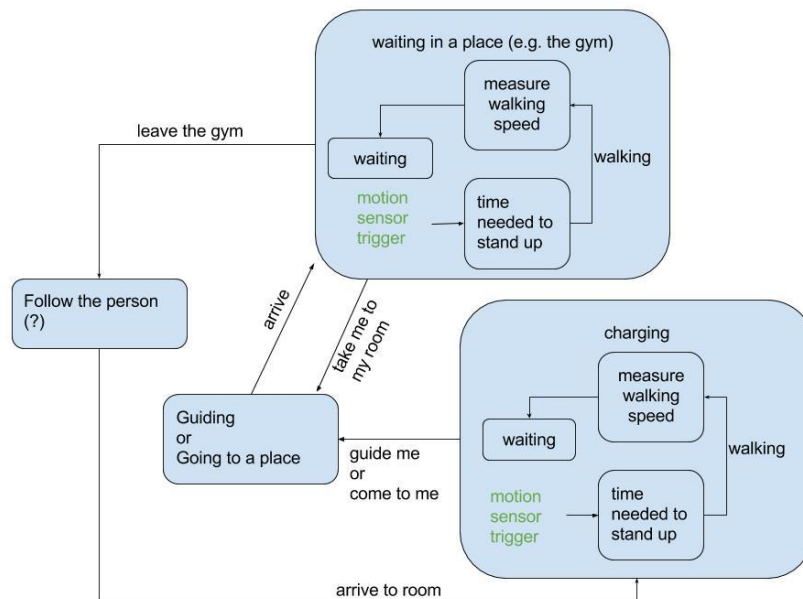 waiting in a place (e.g. the gym)
measure
walking
speed
leave the gym
waiting
walking
motion
sensor
trigger
time
needed to
stand up
Follow the person
(?)
arrive
take me to
my room
charging
measure
walking
speed
Guiding
or
Going to a place
waiting
guide me
or
come to me
walking
motion
sensor
trigger
time
needed to
stand up
arrive to room